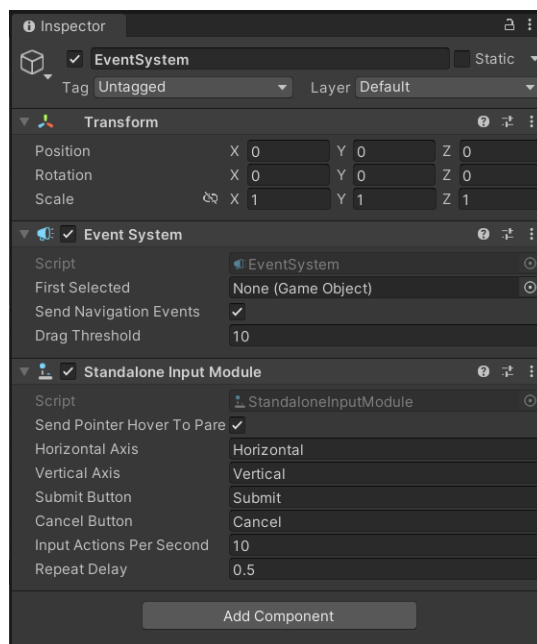 Inspector
EventSystem Static
Tag Untagged Layer Default
Transform
Position X 0 Y 0 Z 0
Rotation X 0 Y 0 Z 0
Scale X 1 Y 1 Z 1
Event System
Script EventSystem
First Selected None (Game Object)
Send Navigation Events
Drag Threshold 10
Standalone Input Module
Script StandaloneInputModule
Send Pointer Hover To Pare
Horizontal Axis Horizontal
Vertical Axis Vertical
Submit Button Submit
Cancel Button Cancel
Input Actions Per Second 10
Repeat Delay 0.5
Add Component